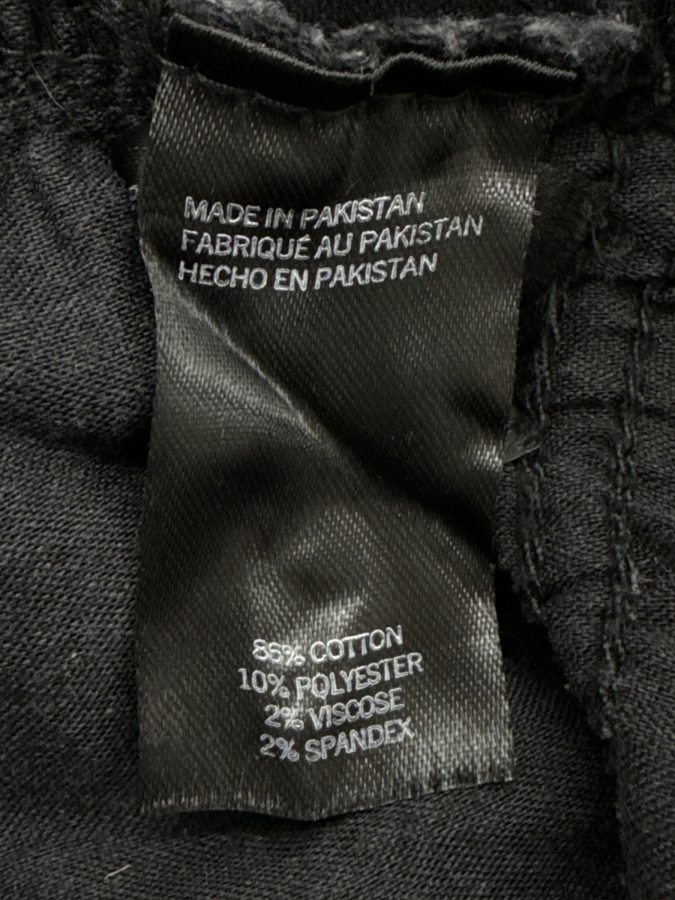 MADE IN PAKISTAN
FABRIQUÉ AU PAKISTAN
HECHO EN PAKISTAN
86% COTTON
10% POLYESTER
2% VISCOSE
2% SPANDEX